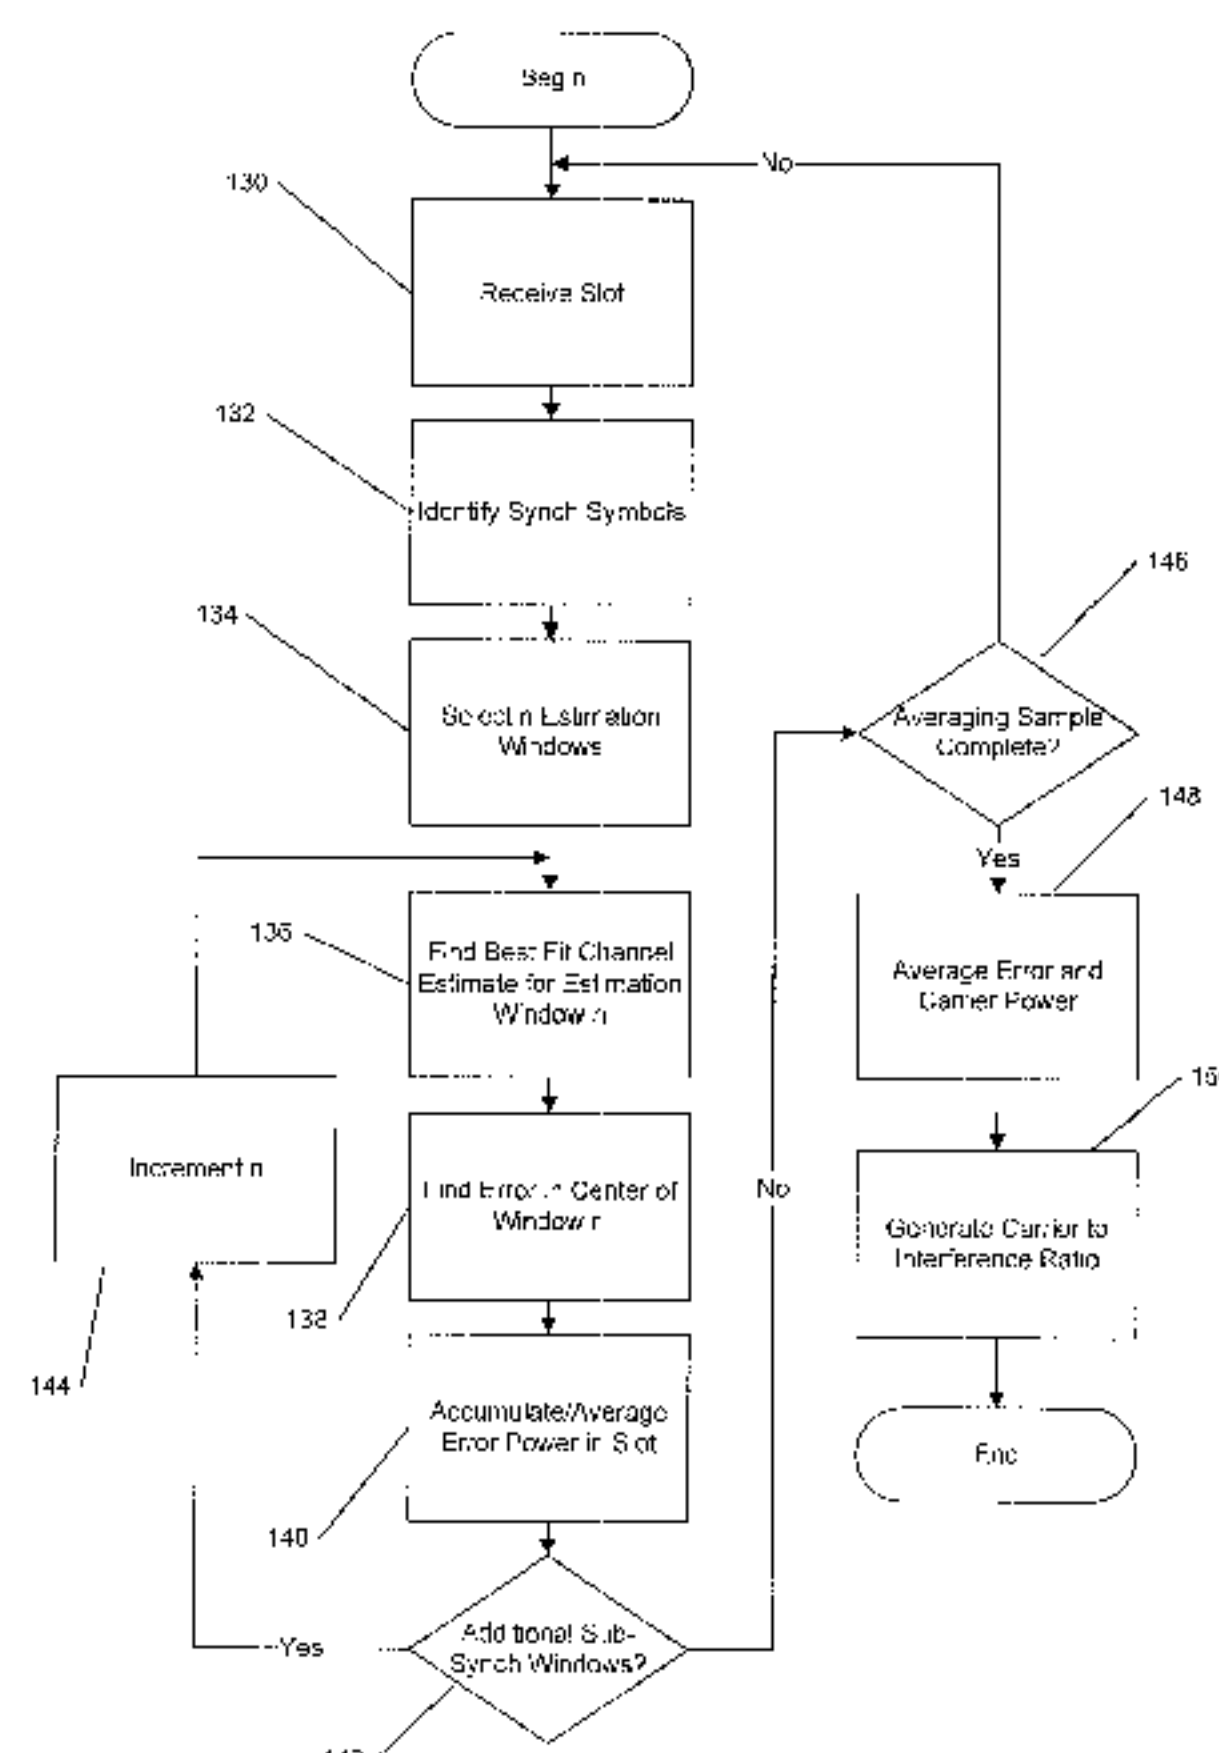 Begin
No
130
Receive Slot
132
Identify Synch Symbols
146
134
Select n Estimation
Windows
Averaging Sample
Complete?
148
Yes
136
Find Best Fit Channel
Estimate for Estimation
Window n
Average Error and
Carrier Power
Increment n
Find Error in Center of
Window n
No
Generate Carrier to
Interference Ratio
138
144
Accumulate/Average
Error Power in Slot
End
140
Additional Sub-
Synch Windows?
Yes